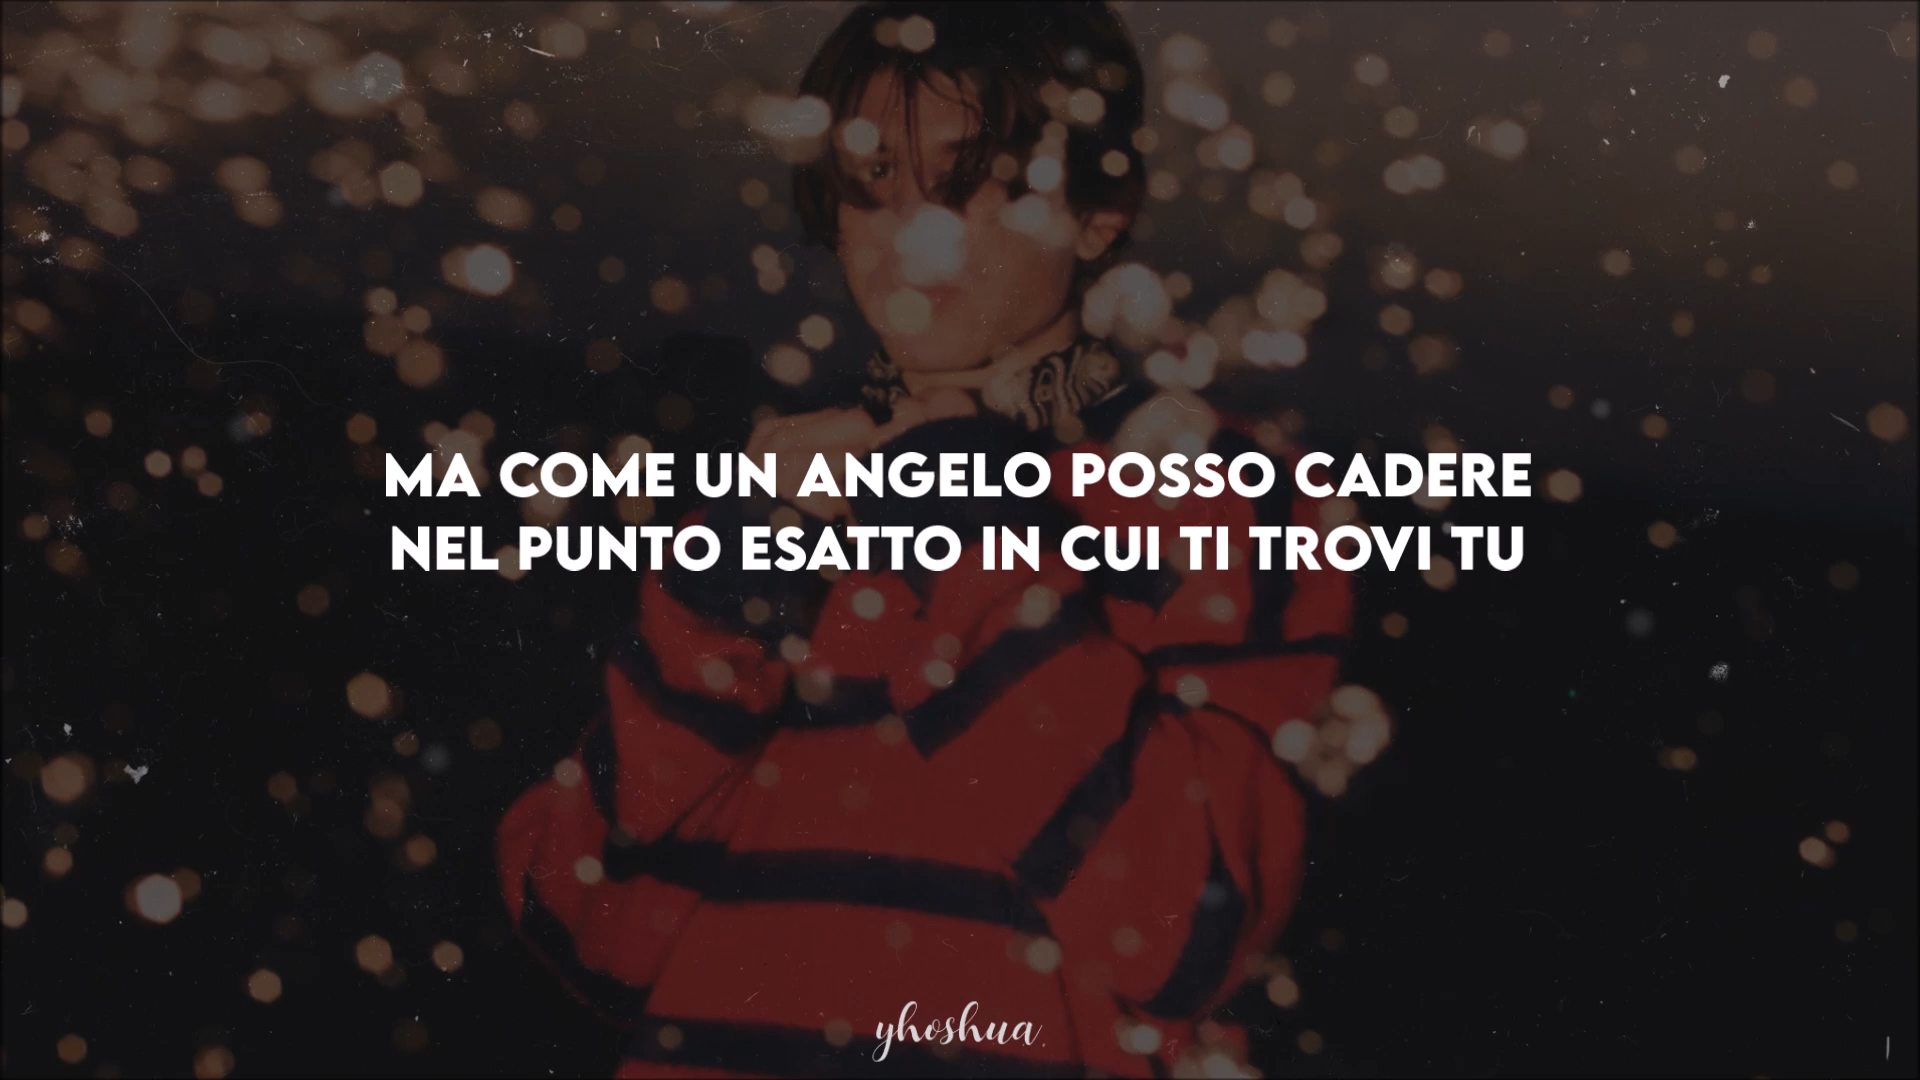 MA COME UN ANGELO POSSO CADERE
NEL PUNTO ESATTO IN CUI TI TROVI TU
yhoshua